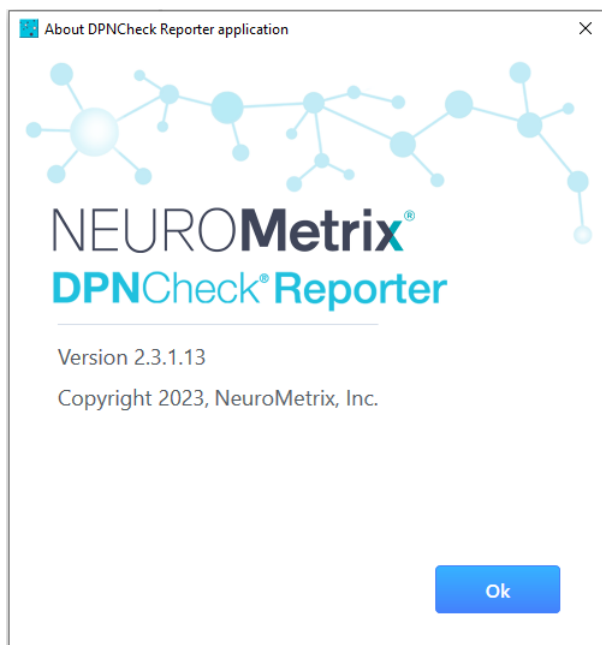 About DPNCheck Reporter application
NEUROMetrix®
DPNCheck® Reporter
Version 2.3.1.13
Copyright 2023, NeuroMetrix, Inc.
Ok